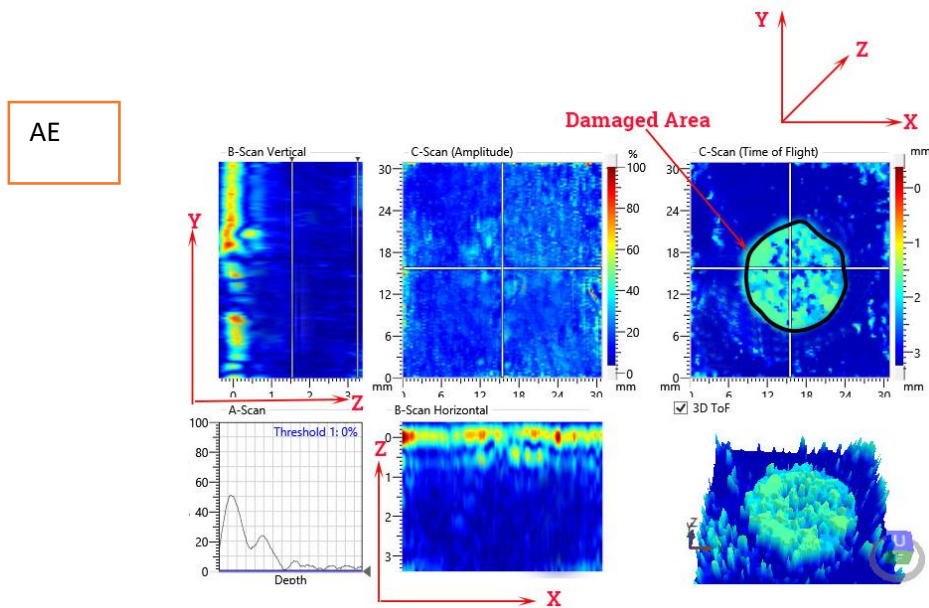 AE
Y
Z
X
Damaged Area
B-Scan Vertical
C-Scan (Amplitude)
C-Scan (Time of Flight)
%
mm
30
24
18
12
6
0
mm
0 1 2 3
Y
Z
100
80
60
40
20
0
mm 6 12 18 24 30 mm
30
24
18
12
6
0
mm 6 12 18 24 30 mm
0
1
2
3
A-Scan
Threshold 1: 0%
100
80
60
40
20
0
Depth
B-Scan Horizontal
Z
0
1
2
3
X
3D ToF
Z
U